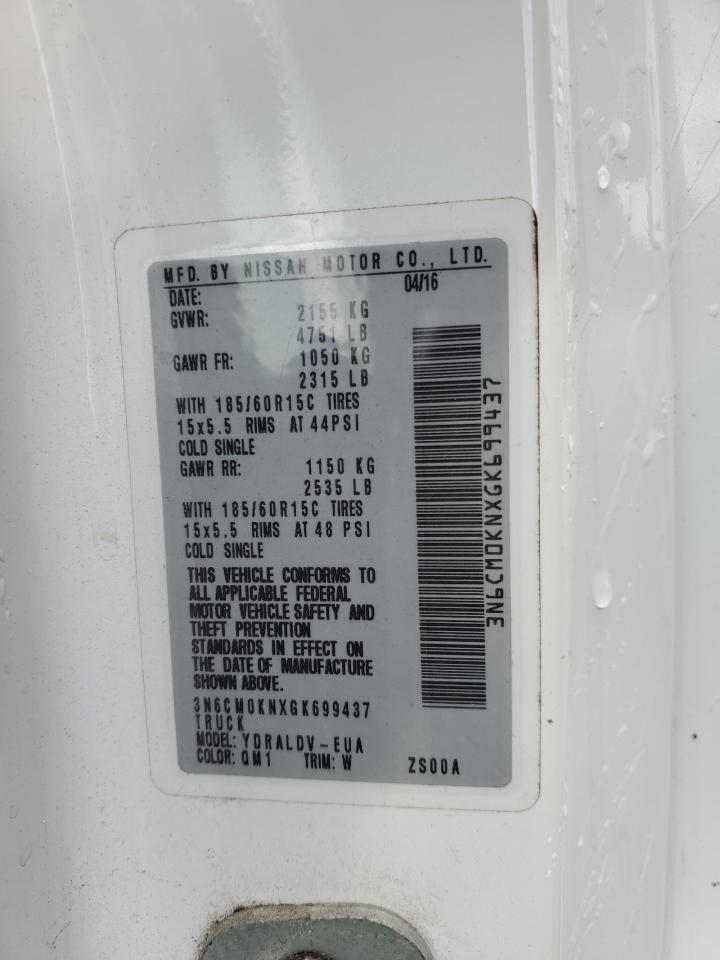 MFD. BY NISSAN MOTOR CO., LTD.
DATE: 04/16
GVWR: 2155 KG
4751 LB
GAWR FR: 1050 KG
2315 LB
WITH 185/60R15C TIRES
15x5.5 RIMS AT 44PSI
COLD SINGLE
GAWR RR: 1150 KG
2535 LB
WITH 185/60R15C TIRES
15x5.5 RIMS AT 48 PSI
COLD SINGLE
THIS VEHICLE CONFORMS TO
ALL APPLICABLE FEDERAL
MOTOR VEHICLE SAFETY AND
THEFT PREVENTION
STANDARDS IN EFFECT ON
THE DATE OF MANUFACTURE
SHOWN ABOVE.
3N6CM0KNXGK699437
TRUCK
MODEL: YDRALDV-EUA
COLOR: QM1 TRIM: W ZS00A
3N6CM0KNXGK699437